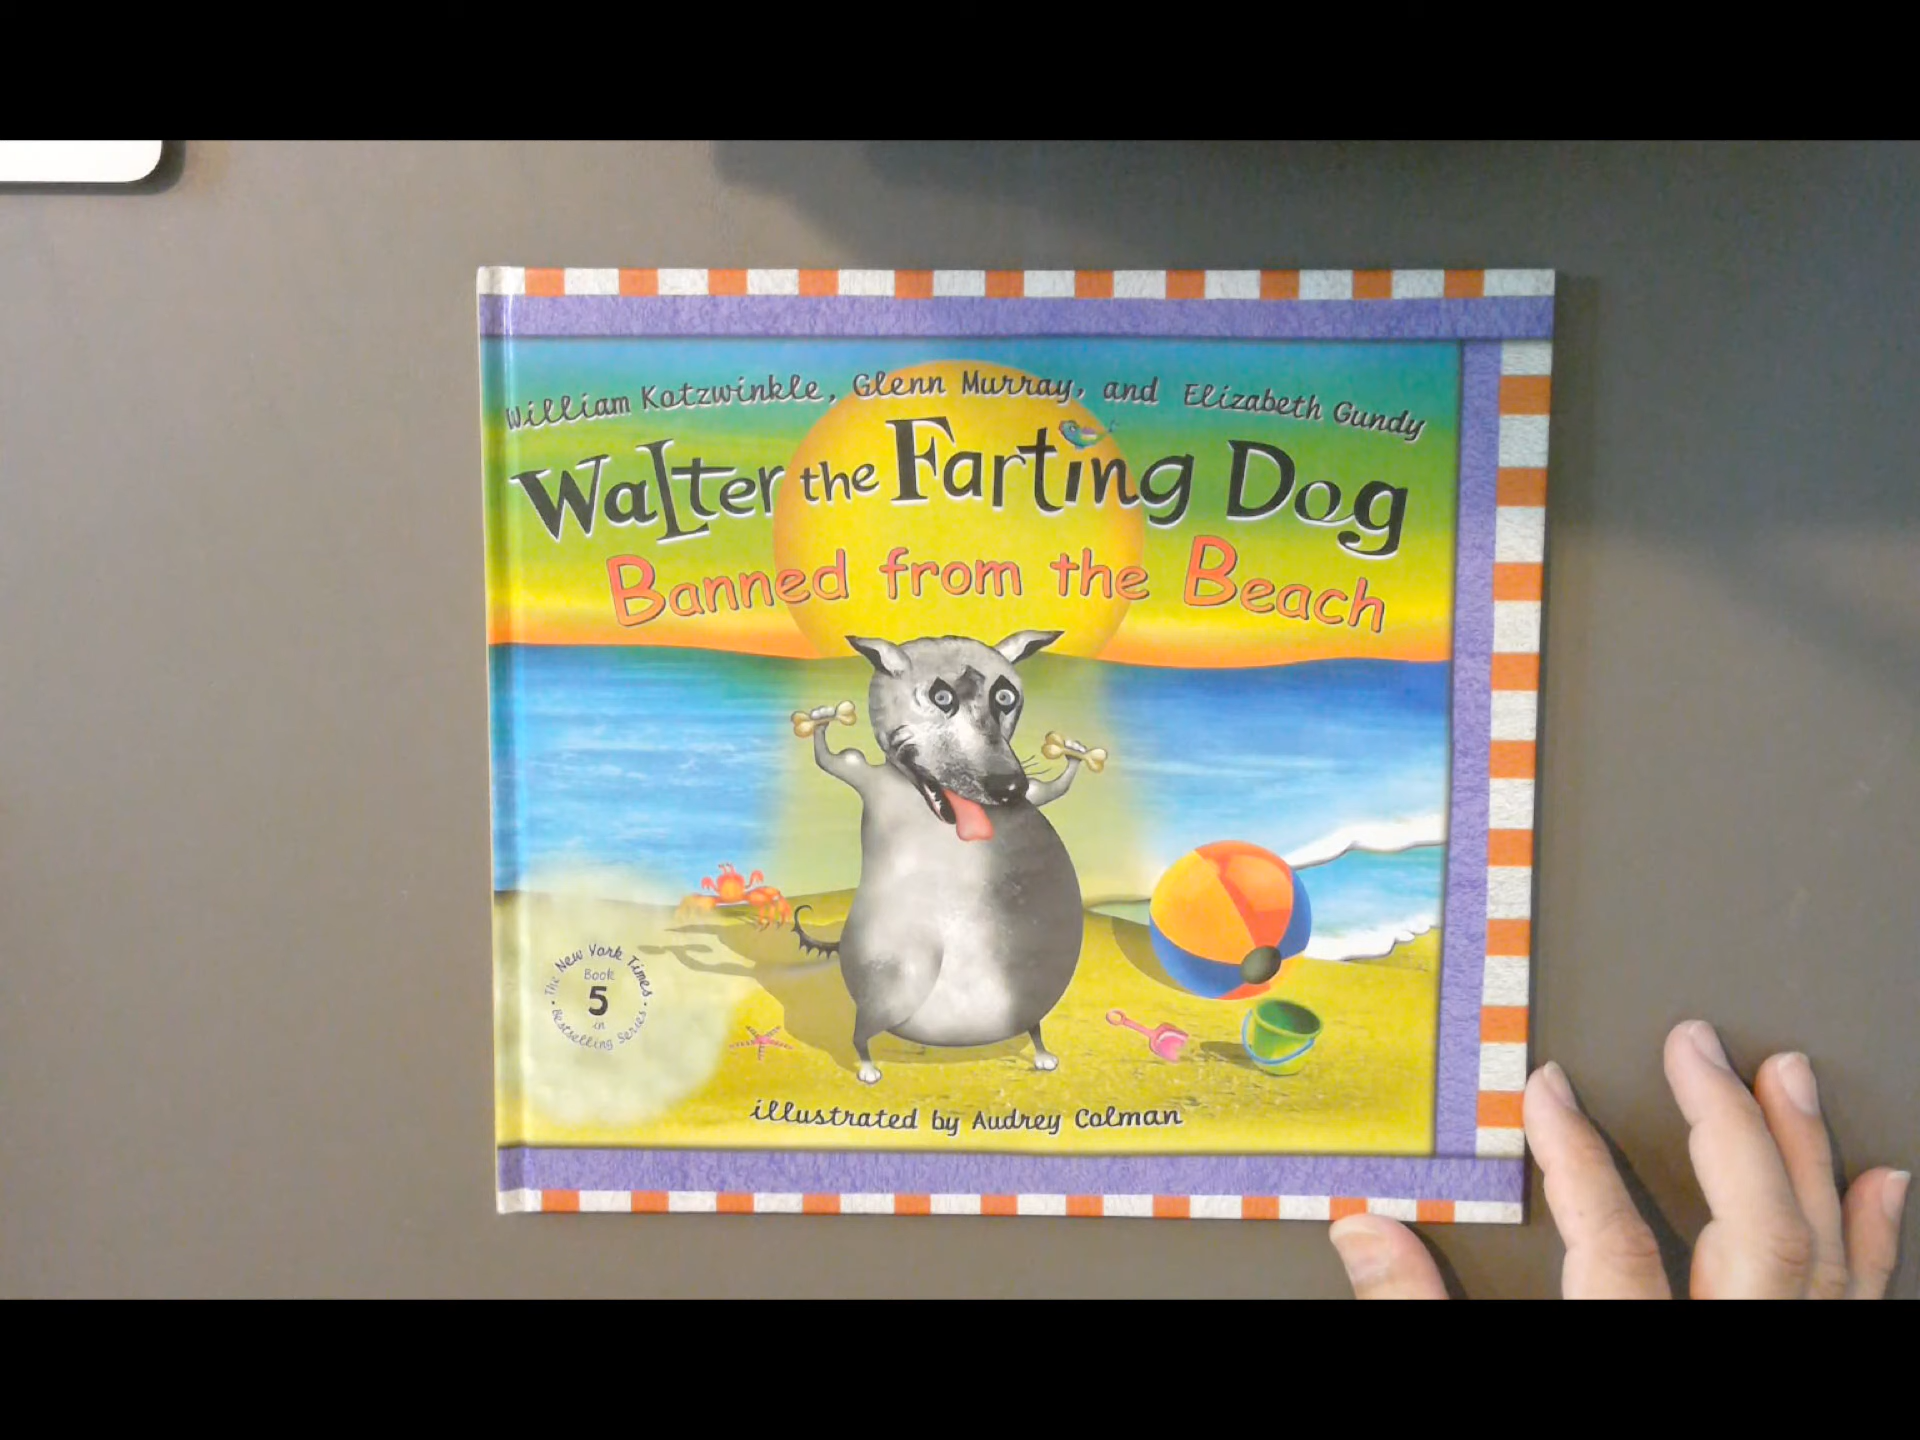 William Kotzwinkle, Glenn Murray, and Elizabeth Gundy
Walter the Farting Dog
Banned from the Beach
The New York Times
Book
5
in
Bestselling Series
illustrated by Audrey Colman